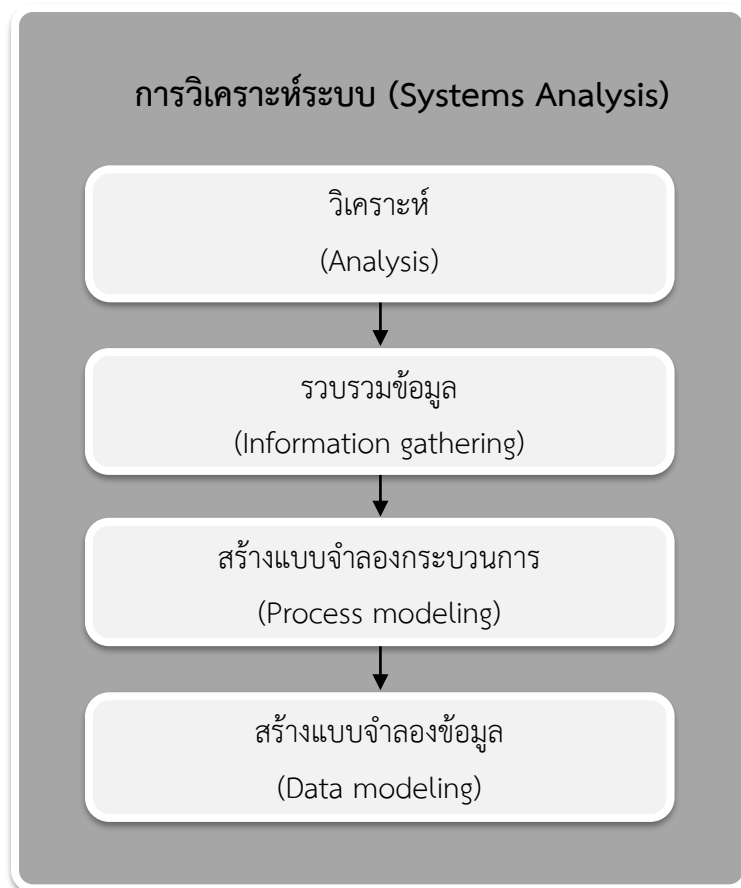 การวิเคราะห์ระบบ (Systems Analysis)
วิเคราะห์
(Analysis)
รวบรวมข้อมูล
(Information gathering)
สร้างแบบจำลองกระบวนการ
(Process modeling)
สร้างแบบจำลองข้อมูล
(Data modeling)